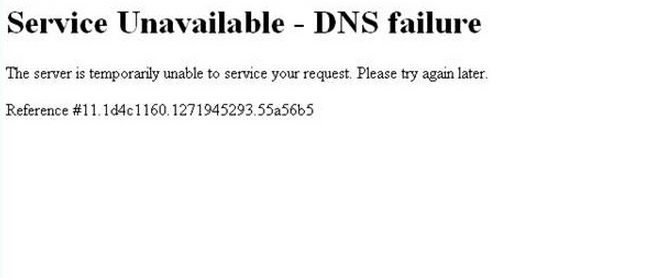 Service Unavailable - DNS failure
The server is temporarily unable to service your request. Please try again later.
Reference #11.1d4c1160.1271945293.55a56b5